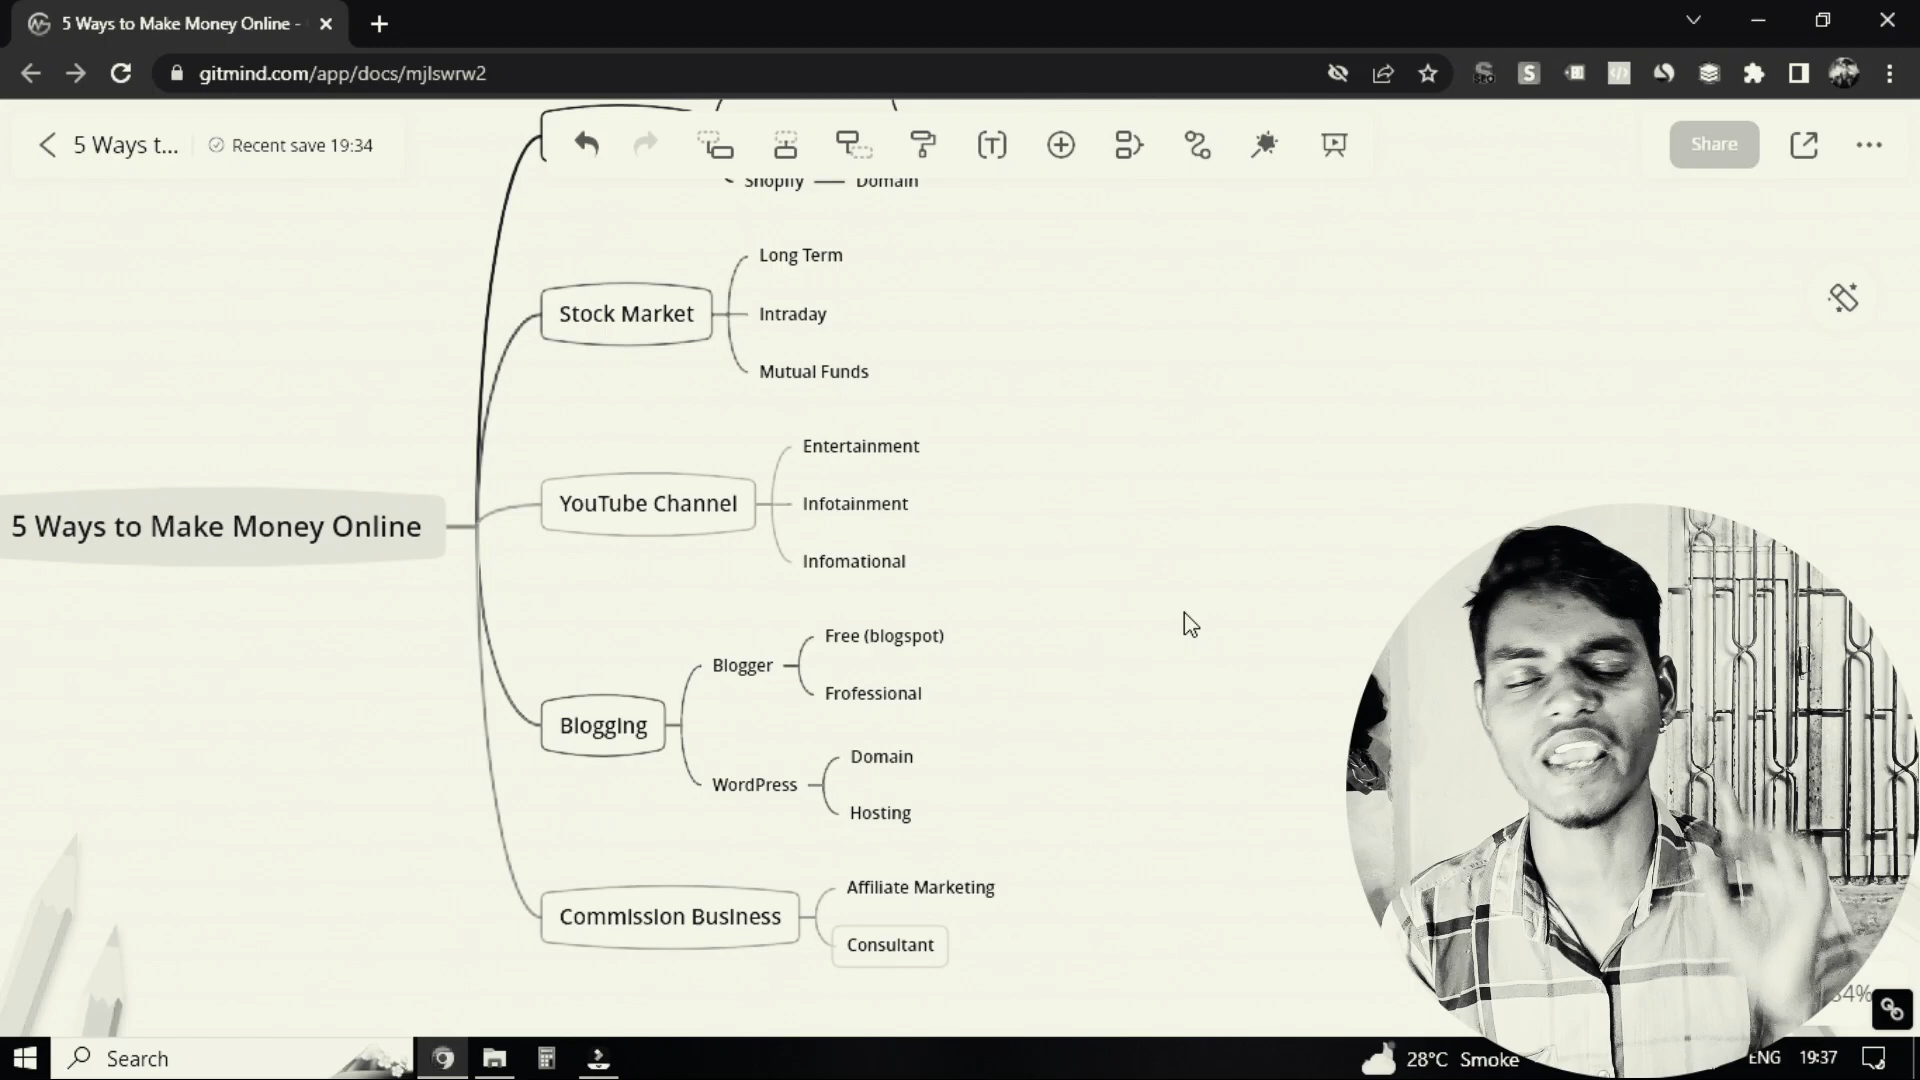 5 Ways to Make Money Online -
gitmind.com/app/docs/mjlswrw2
5 Ways t...
Recent save 19:34
Share
Shopify
Domain
Long Term
Stock Market
Intraday
Mutual Funds
Entertainment
YouTube Channel
Infotainment
5 Ways to Make Money Online
Infomational
Free (blogspot)
Blogger
Frofessional
Blogging
Domain
WordPress
Hosting
Affiliate Marketing
Commission Business
Consultant
Search
28°C Smoke
ENG
19:37